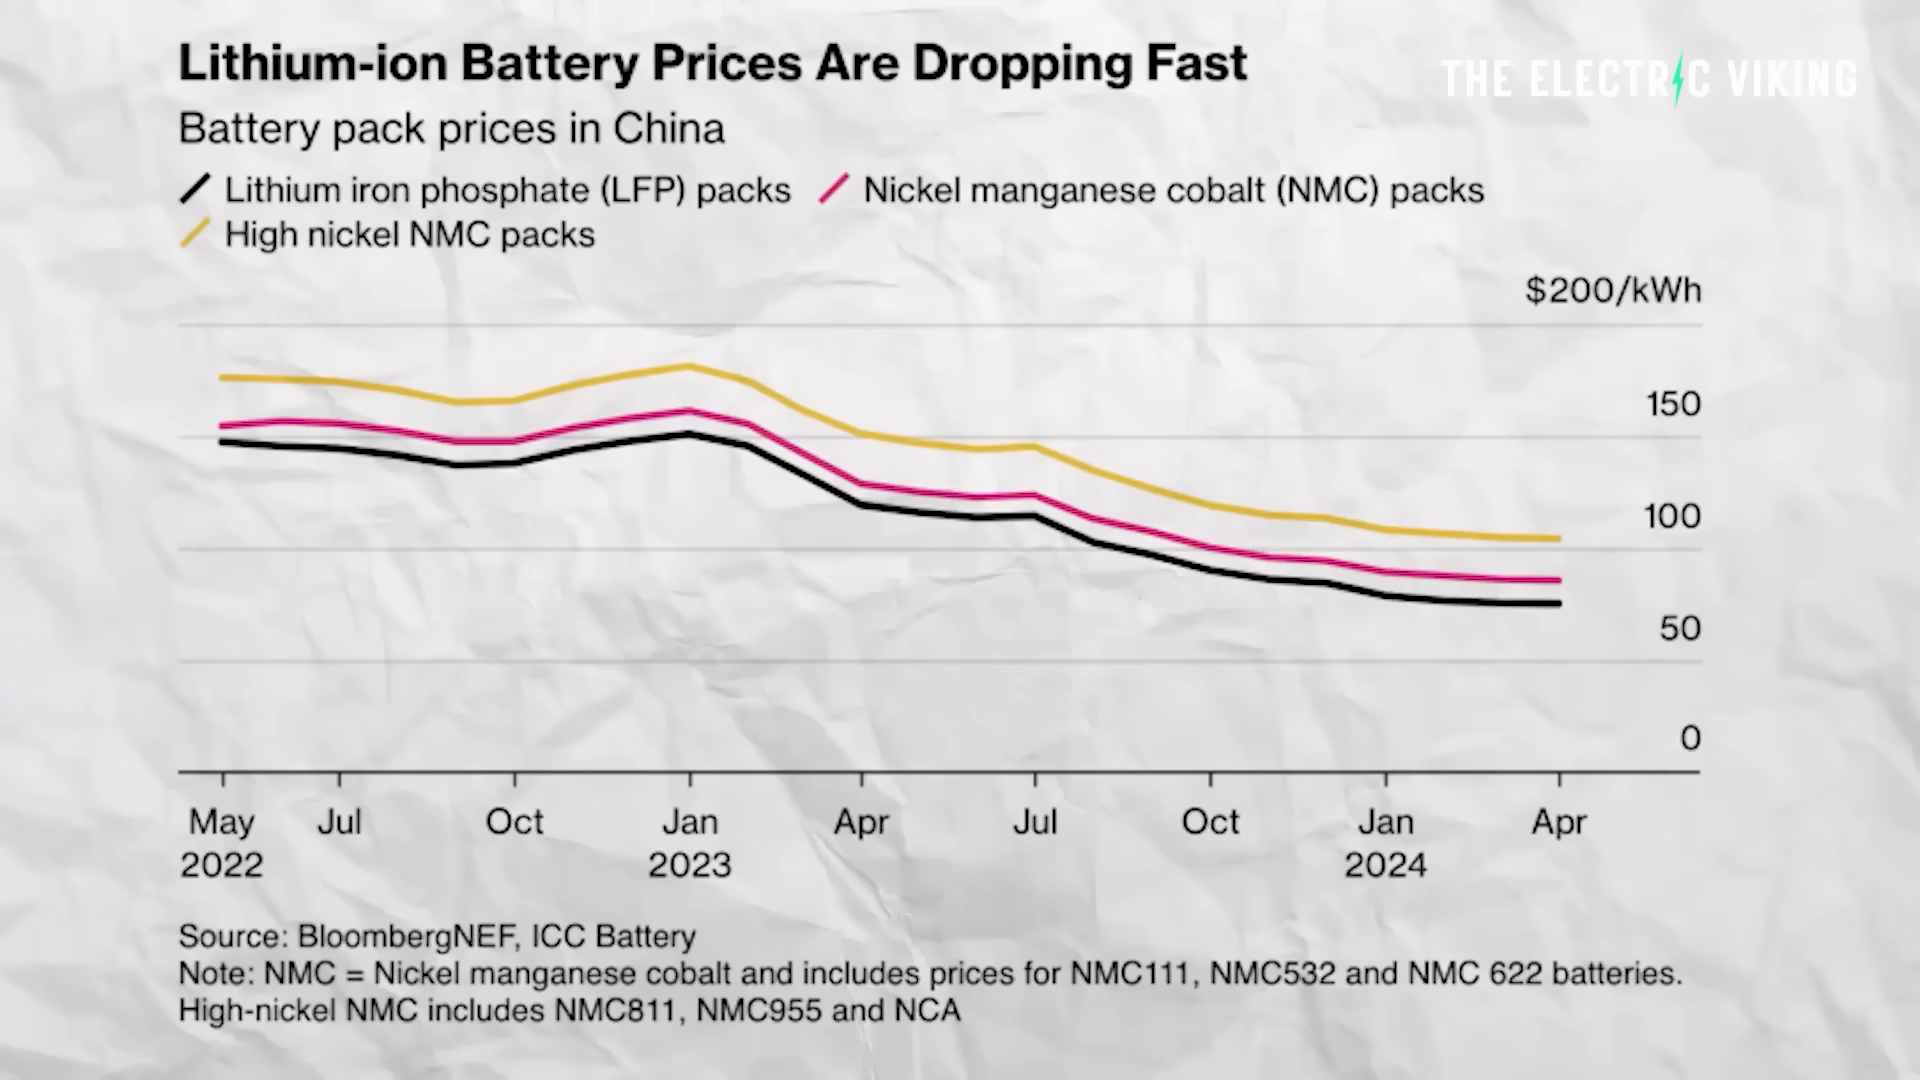 Lithium-ion Battery Prices Are Dropping Fast
THE ELECTRIC VIKING
Battery pack prices in China
Lithium iron phosphate (LFP) packs
Nickel manganese cobalt (NMC) packs
High nickel NMC packs
$200/kWh
150
100
50
0
May Jul Oct Jan Apr Jul Oct Jan Apr
2022 2023 2024
Source: BloombergNEF, ICC Battery
Note: NMC = Nickel manganese cobalt and includes prices for NMC111, NMC532 and NMC 622 batteries.
High-nickel NMC includes NMC811, NMC955 and NCA